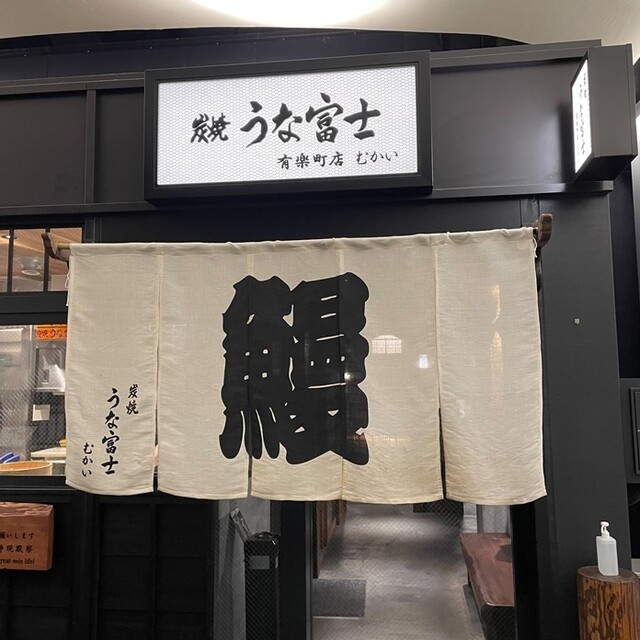 炭焼 うな富士
有楽町店 むかい
鰻
炭焼
うな富士
むかい